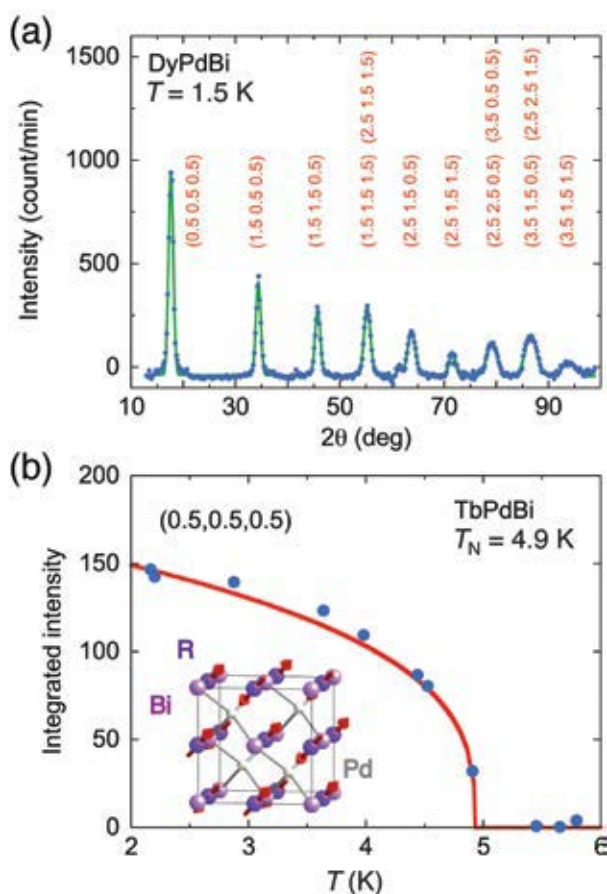 (a)
1500
1000
500
0
Intensity (count/min)
DyPdBi
T = 1.5 K
(0.5 0.5 0.5)
(1.5 0.5 0.5)
(1.5 1.5 0.5)
(1.5 1.5 1.5)
(2.5 1.5 1.5)
(2.5 1.5 0.5)
(2.5 1.5 1.5)
(2.5 2.5 0.5)
(3.5 0.5 0.5)
(3.5 1.5 0.5)
(2.5 2.5 1.5)
(3.5 1.5 1.5)
10 30 50 70 90
2θ (deg)
(b)
200
150
100
50
0
Integrated intensity
(0.5,0.5,0.5)
TbPdBi
TN = 4.9 K
R
Bi
Pd
2 3 4 5 6
T (K)